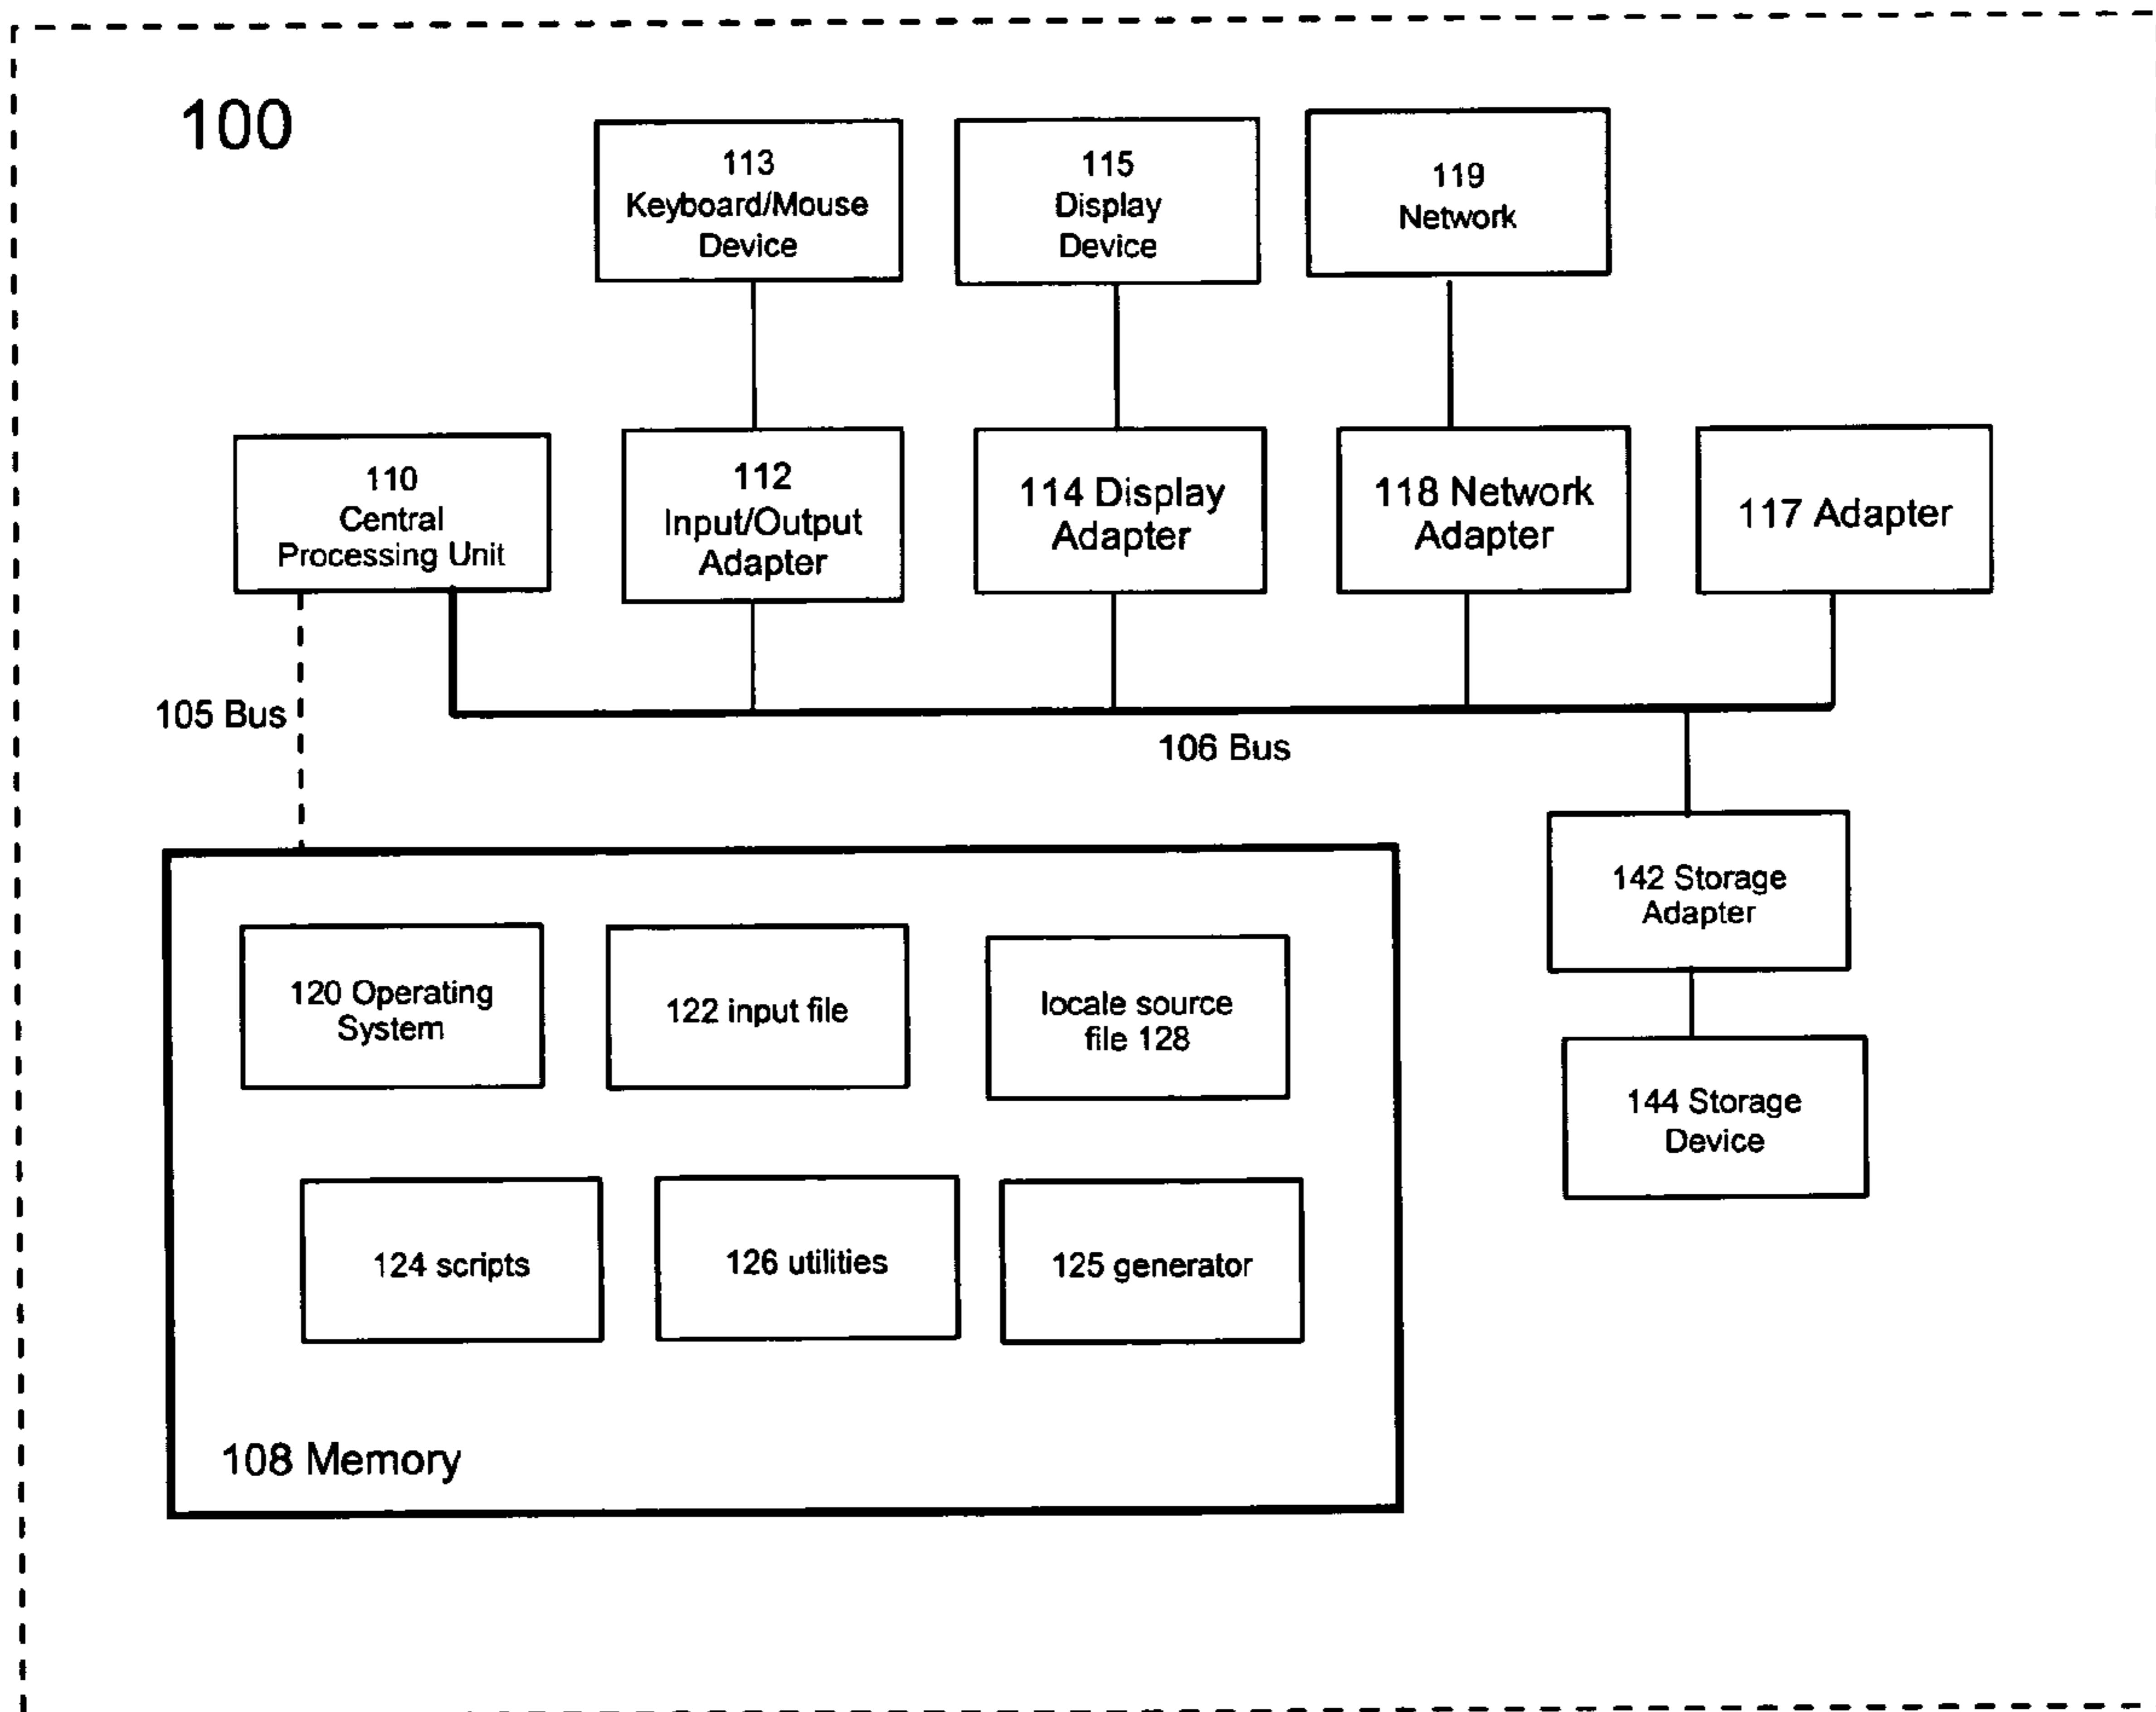 100
113
Keyboard/Mouse
Device
115
Display
Device
119
Network
110
Central
Processing Unit
112
Input/Output
Adapter
114 Display
Adapter
118 Network
Adapter
117 Adapter
105 Bus
106 Bus
142 Storage
Adapter
120 Operating
System
122 input file
locale source
file 128
144 Storage
Device
124 scripts
126 utilities
125 generator
108 Memory